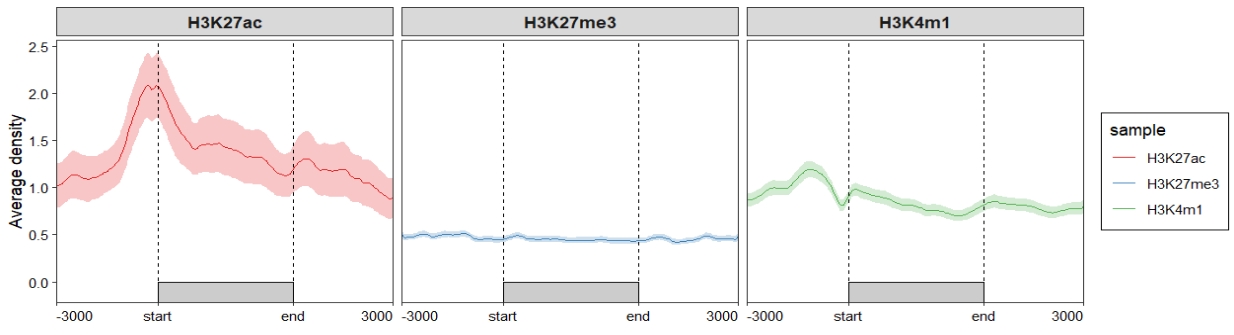 H3K27ac H3K27me3 H3K4m1
Average density
2.5
2.0
1.5
1.0
0.5
0.0
-3000 start end 3000 -3000 start end 3000 -3000 start end 3000
sample
H3K27ac
H3K27me3
H3K4m1